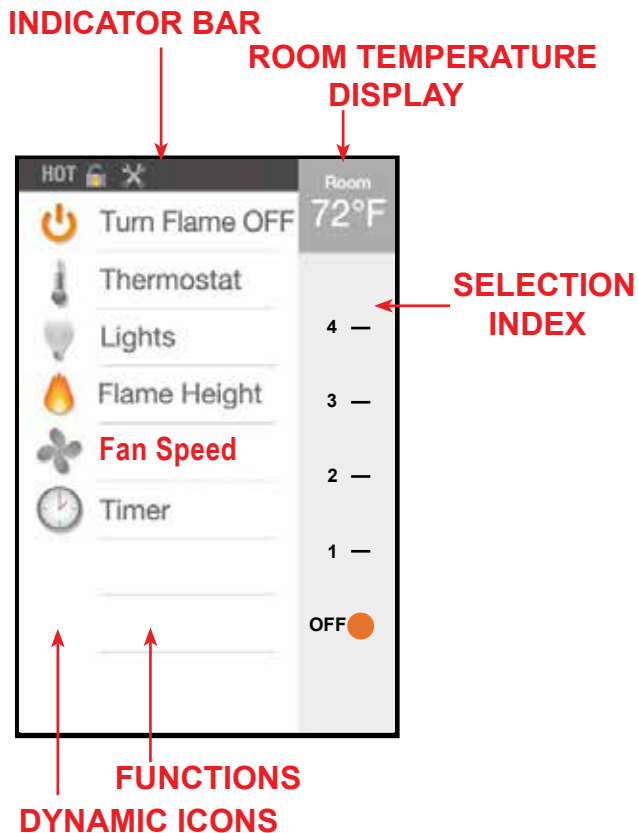 INDICATOR BAR
ROOM TEMPERATURE
DISPLAY
HOT
Room
72°F
Turn Flame OFF
Thermostat
Lights
Flame Height
Fan Speed
Timer
SELECTION
INDEX
4
3
2
1
OFF
FUNCTIONS
DYNAMIC ICONS